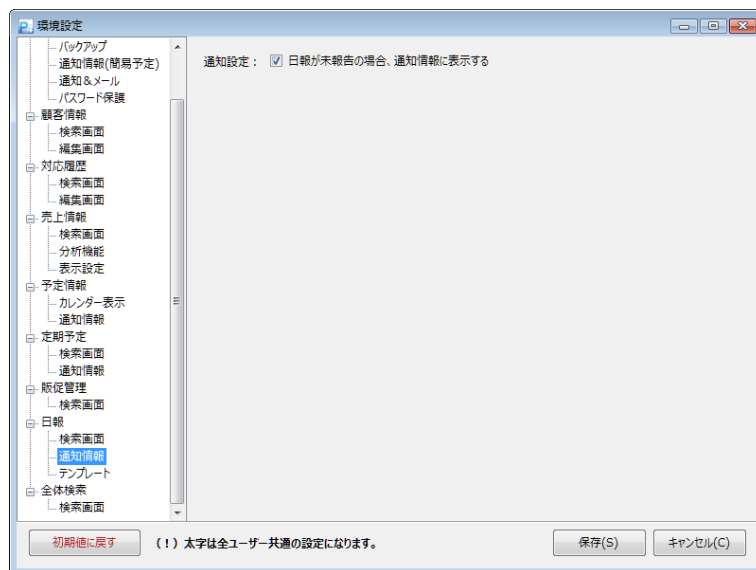 環境設定
バックアップ
通知情報(簡易予定)
通知&メール
パスワード保護
顧客情報
検索画面
編集画面
対応履歴
検索画面
編集画面
売上情報
検索画面
分析機能
表示設定
予定情報
カレンダー表示
通知情報
定期予定
検索画面
通知情報
販促管理
検索画面
日報
検索画面
通知情報
テンプレート
全体検索
検索画面
通知設定： 日報が未報告の場合、通知情報に表示する
初期値に戻す (！) 太字は全ユーザー共通の設定になります。 保存(S) キャンセル(C)